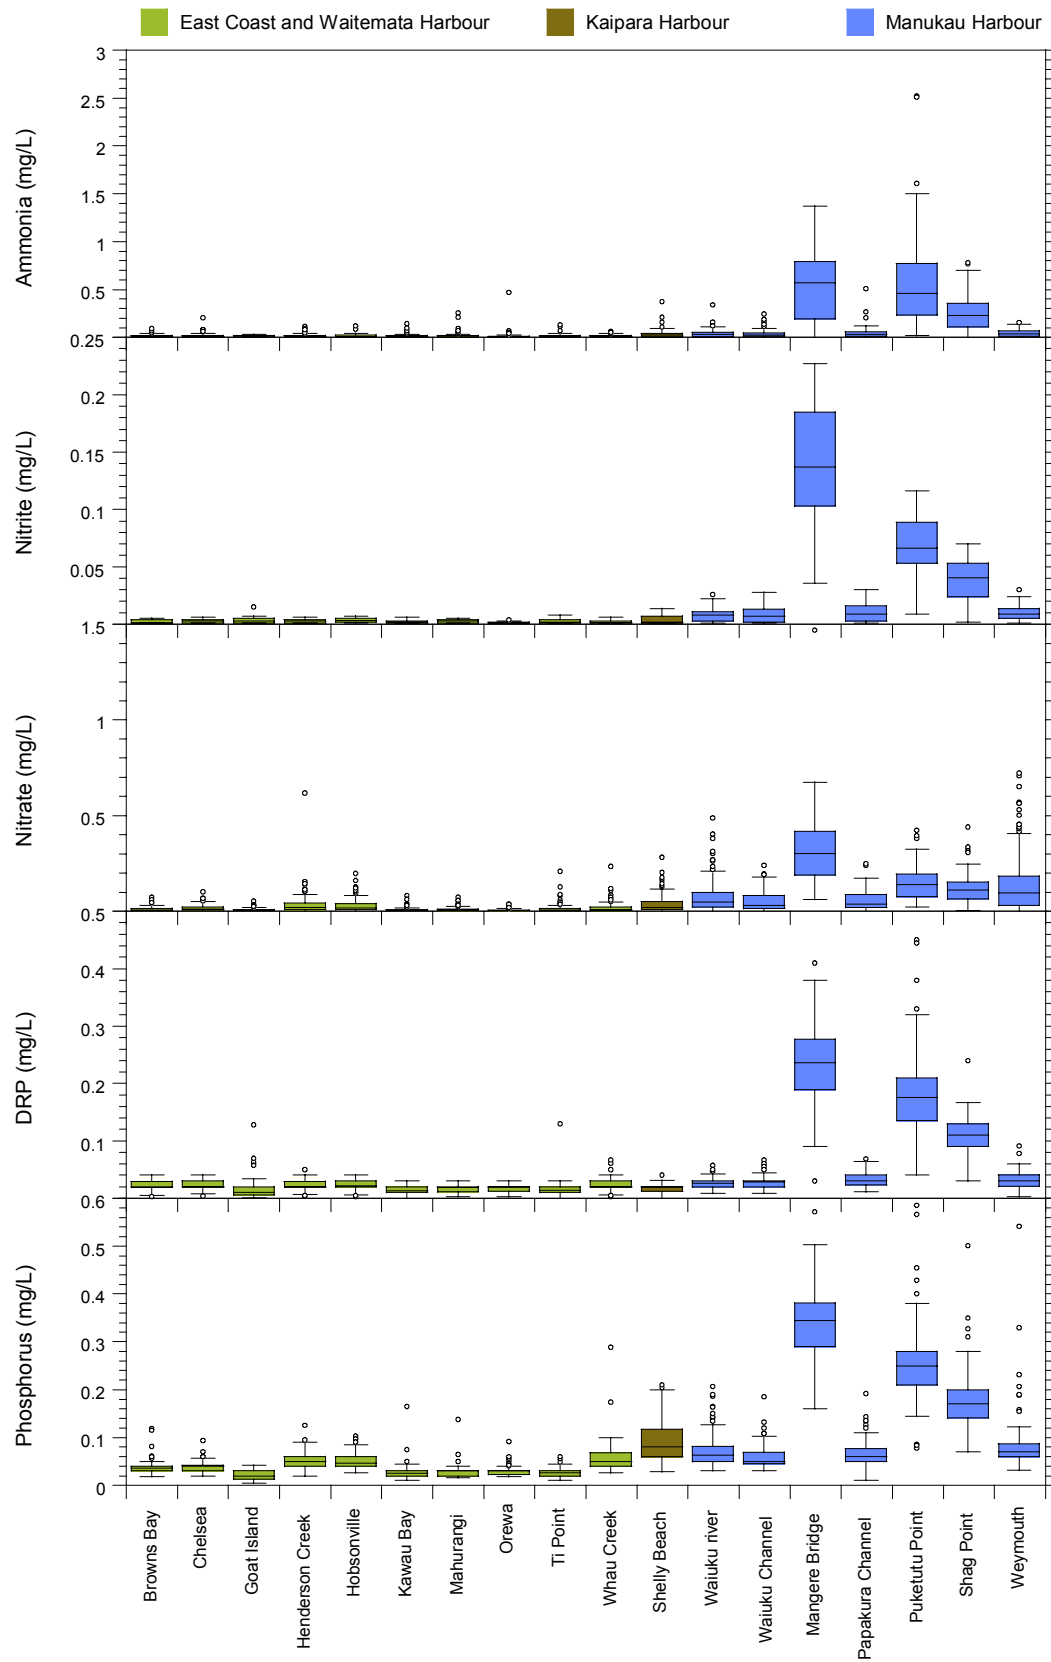 East Coast and Waitemata Harbour
Kaipara Harbour
Manukau Harbour
Ammonia (mg/L)
3
2.5
2
1.5
1
0.5
0.25
Nitrite (mg/L)
0.2
0.15
0.1
0.05
1.5
Nitrate (mg/L)
1
0.5
0.5
DRP (mg/L)
0.4
0.3
0.2
0.1
0.6
Phosphorus (mg/L)
0.5
0.4
0.3
0.2
0.1
0
Browns Bay
Chelsea
Goat Island
Henderson Creek
Hobsonville
Kawau Bay
Mahurangi
Orewa
Ti Point
Whau Creek
Shelly Beach
Waiuku river
Waiuku Channel
Mangere Bridge
Papakura Channel
Puketutu Point
Shag Point
Weymouth